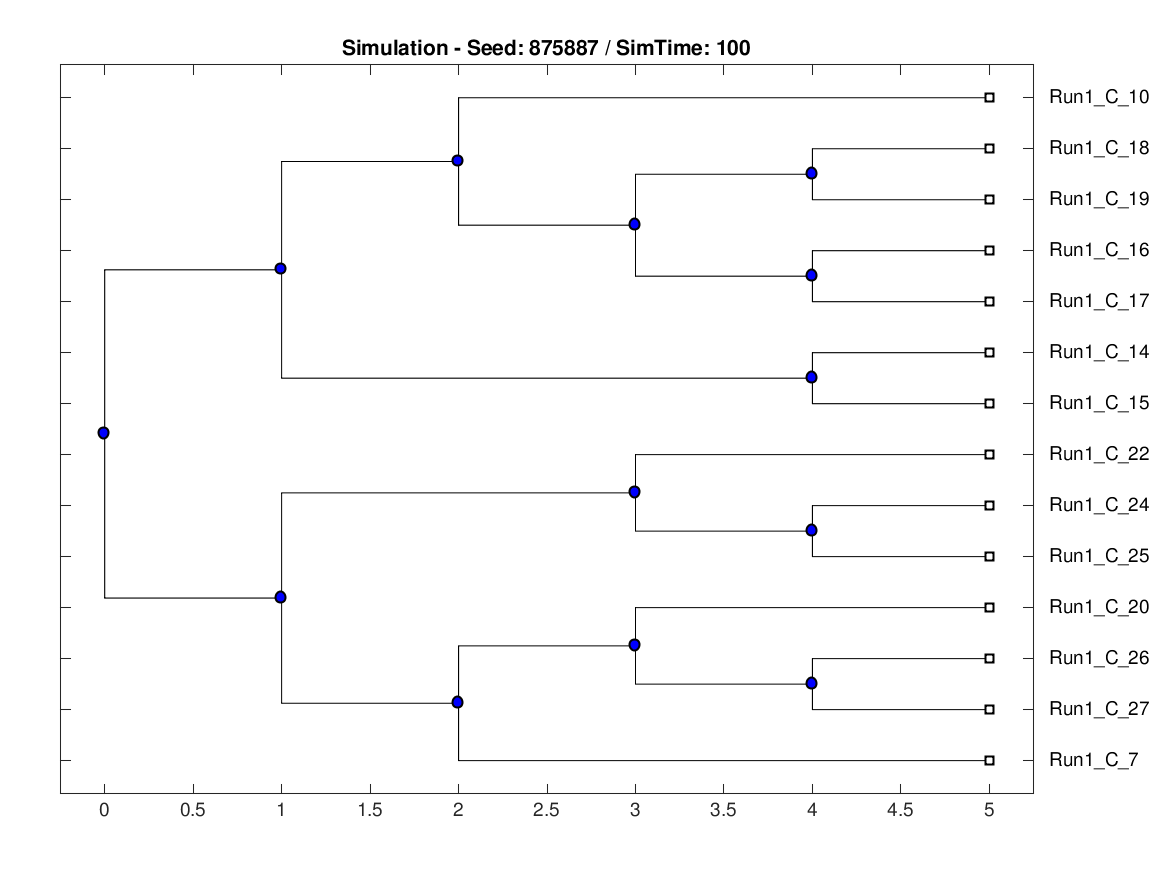 Simulation - Seed: 875887 / SimTime: 100
Run1_C_10
Run1_C_18
Run1_C_19
Run1_C_16
Run1_C_17
Run1_C_14
Run1_C_15
Run1_C_22
Run1_C_24
Run1_C_25
Run1_C_20
Run1_C_26
Run1_C_27
Run1_C_7
0 0.5 1 1.5 2 2.5 3 3.5 4 4.5 5